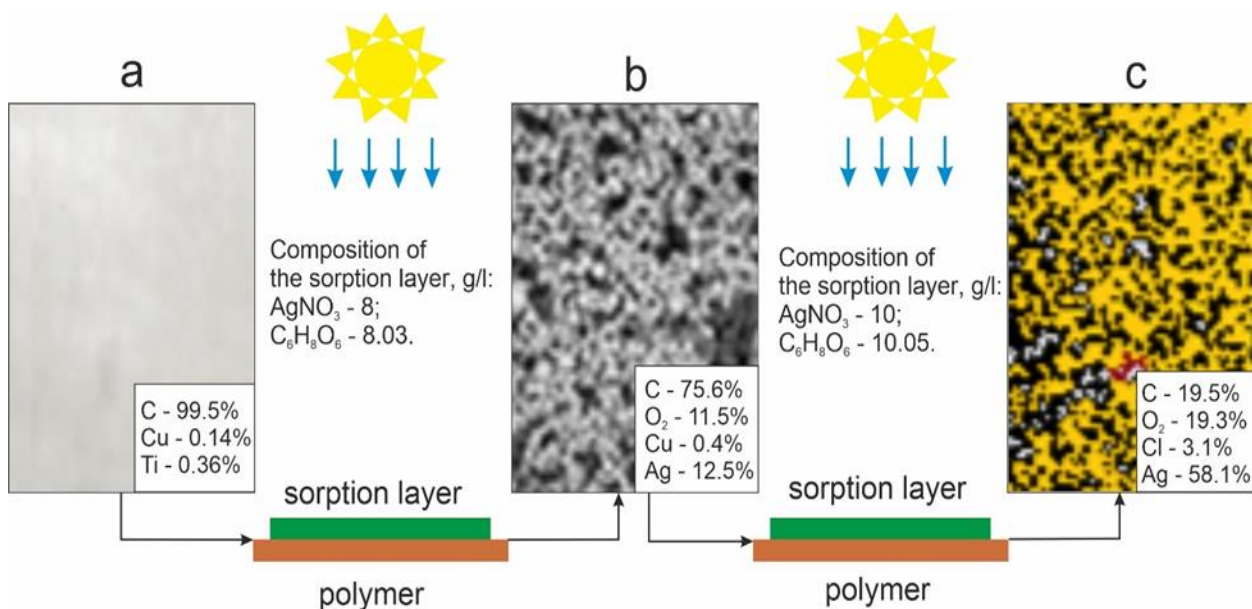 a
C - 99.5%
Cu - 0.14%
Ti - 0.36%
Composition of
the sorption layer, g/l:
AgNO₃ - 8;
C₆H₈O₆ - 8.03.
sorption layer
polymer
b
C - 75.6%
O₂ - 11.5%
Cu - 0.4%
Ag - 12.5%
Composition of
the sorption layer, g/l:
AgNO₃ - 10;
C₆H₈O₆ - 10.05.
sorption layer
polymer
c
C - 19.5%
O₂ - 19.3%
Cl - 3.1%
Ag - 58.1%